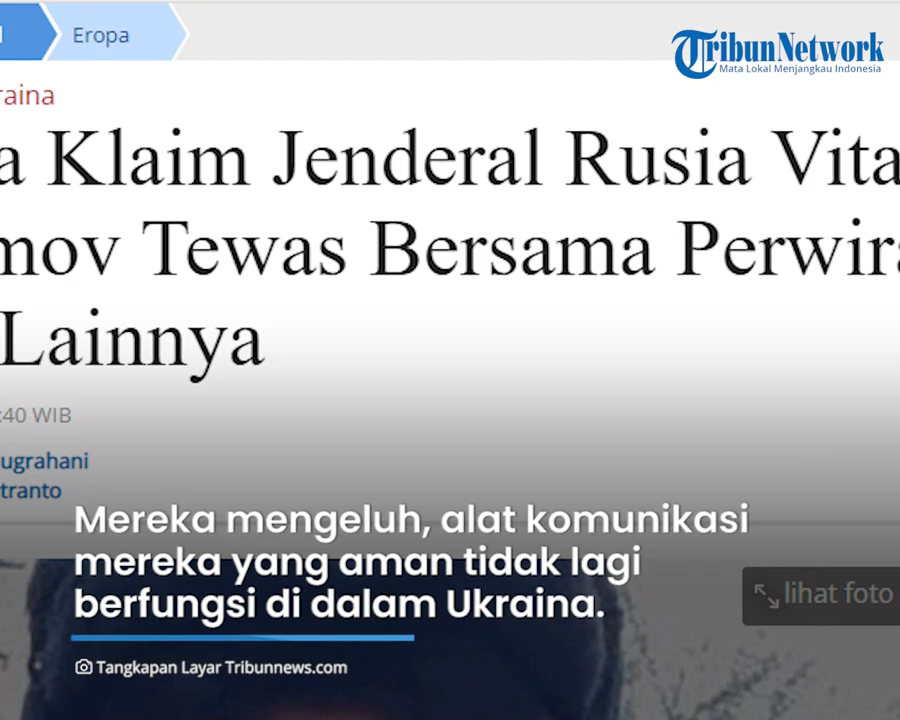 Eropa
TribunNetwork
Mata Lokal Menjangkau Indonesia
raina
a Klaim Jenderal Rusia Vita
mov Tewas Bersama Perwira
Lainnya
:40 WIB
ugrahani
tranto
Mereka mengeluh, alat komunikasi
mereka yang aman tidak lagi
berfungsi di dalam Ukraina.
lihat foto
Tangkapan Layar Tribunnews.com